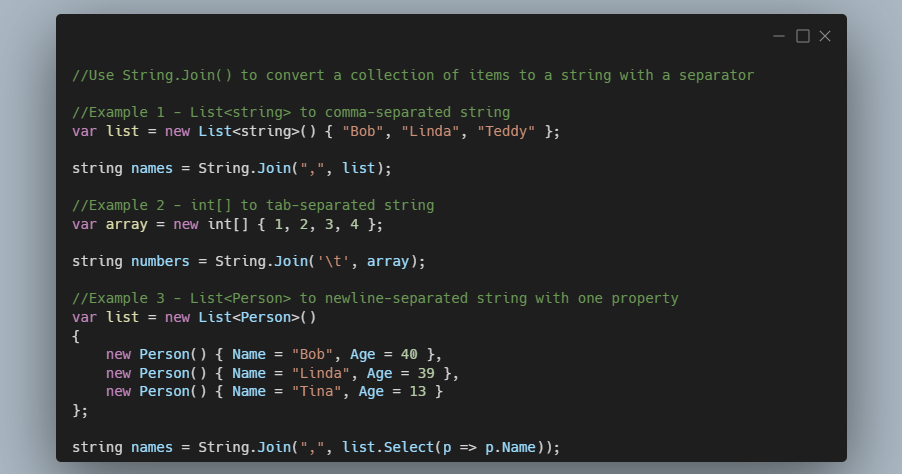 //Use String.Join() to convert a collection of items to a string with a separator
//Example 1 - List<string> to comma-separated string
var list = new List<string>() { "Bob", "Linda", "Teddy" };
string names = String.Join(",", list);
//Example 2 - int[] to tab-separated string
var array = new int[] { 1, 2, 3, 4 };
string numbers = String.Join('\t', array);
//Example 3 - List<Person> to newline-separated string with one property
var list = new List<Person>()
{
    new Person() { Name = "Bob", Age = 40 },
    new Person() { Name = "Linda", Age = 39 },
    new Person() { Name = "Tina", Age = 13 }
};
string names = String.Join(",", list.Select(p => p.Name));